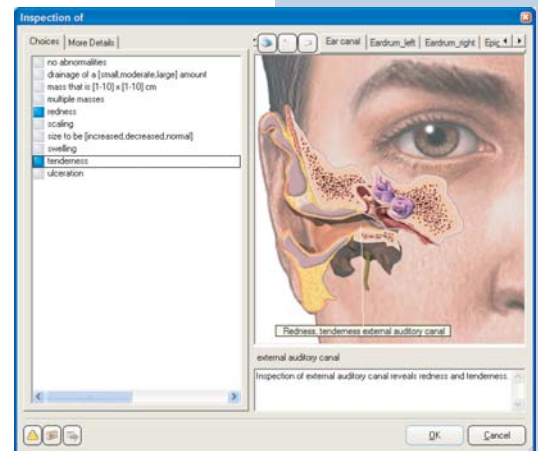 Inspection of
Choices
More Details
no abnormalities
drainage of a [small,moderate,large] amount
mass that is [1-10] x [1-10] cm
multiple masses
redness
scaling
size to be [increased,decreased,normal]
swelling
tenderness
ulceration
Ear canal
Eardrum_left
Eardrum_right
Epig
Redness, tenderness external auditory canal
external auditory canal
Inspection of external auditory canal reveals redness and tenderness.
OK
Cancel